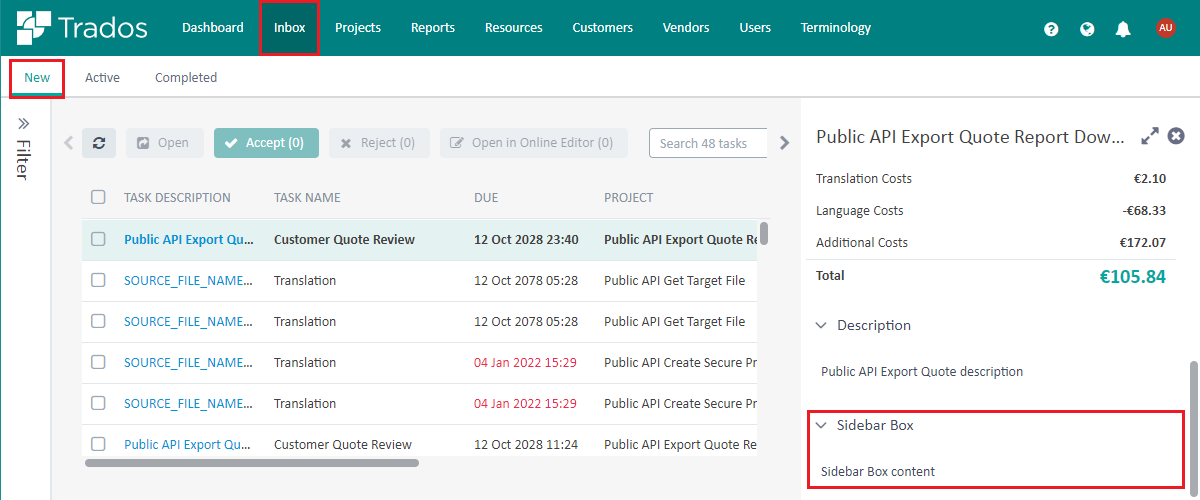 Trados Dashboard Inbox Projects Reports Resources Customers Vendors Users Terminology ? AU
New Active Completed
Filter
Open Accept (0) Reject (0) Open in Online Editor (0) Search 48 tasks
TASK DESCRIPTION TASK NAME DUE PROJECT
Public API Export Qu... Customer Quote Review 12 Oct 2028 23:40 Public API Export Quote Re
SOURCE_FILE_NAME... Translation 12 Oct 2078 05:28 Public API Get Target File
SOURCE_FILE_NAME... Translation 12 Oct 2078 05:28 Public API Get Target File
SOURCE_FILE_NAME... Translation 04 Jan 2022 15:29 Public API Create Secure Pr
SOURCE_FILE_NAME... Translation 04 Jan 2022 15:29 Public API Create Secure Pr
Public API Export Qu... Customer Quote Review 12 Oct 2028 11:24 Public API Export Quote Re
Public API Export Quote Report Dow...
Translation Costs €2.10
Language Costs -€68.33
Additional Costs €172.07
Total €105.84
Description
Public API Export Quote description
Sidebar Box
Sidebar Box content